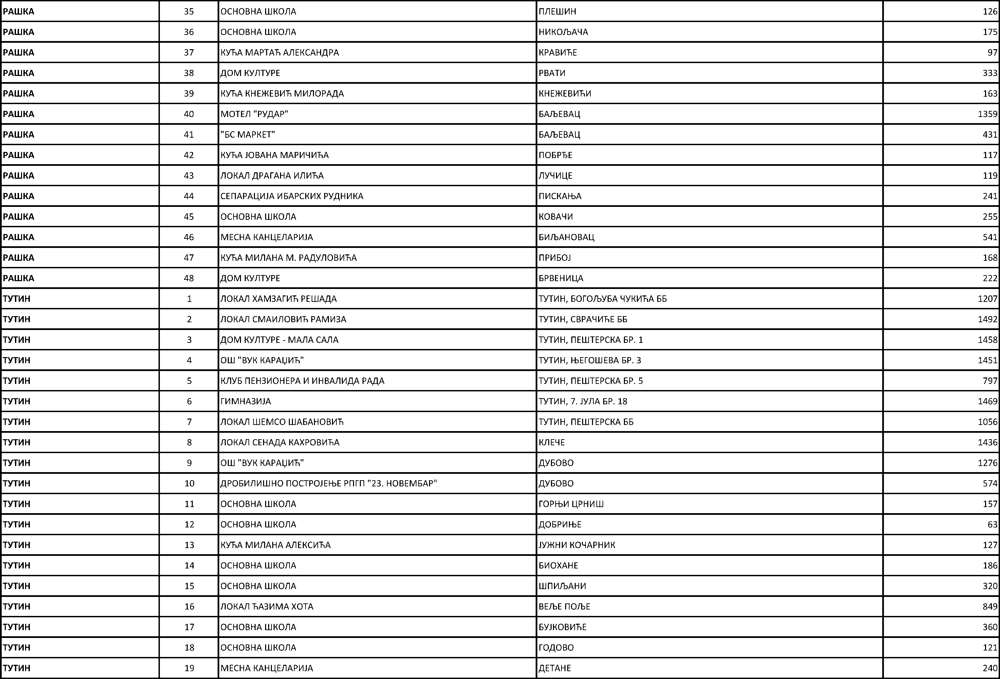 РАШКА 35 ОСНОВНА ШКОЛА ПЛЕШИН 126
РАШКА 36 ОСНОВНА ШКОЛА НИКОЉАЧА 175
РАШКА 37 КУЋА МАРТАЋ АЛЕКСАНДРА КРАВИЋЕ 97
РАШКА 38 ДОМ КУЛТУРЕ РВАТИ 333
РАШКА 39 КУЋА КНЕЖЕВИЋ МИЛОРАДА КНЕЖЕВИЋИ 163
РАШКА 40 МОТЕЛ "РУДАР" БАЉЕВАЦ 1359
РАШКА 41 "БС МАРКЕТ" БАЉЕВАЦ 431
РАШКА 42 КУЋА ЈОВАНА МАРИЧИЋА ПОБРЂЕ 117
РАШКА 43 ЛОКАЛ ДРАГАНА ИЛИЋА ЛУЧИЦЕ 119
РАШКА 44 СЕПАРАЦИЈА ИБАРСКИХ РУДНИКА ПИСКАЊА 241
РАШКА 45 ОСНОВНА ШКОЛА КОВАЧИ 255
РАШКА 46 МЕСНА КАНЦЕЛАРИЈА БИЉАНОВАЦ 541
РАШКА 47 КУЋА МИЛАНА М. РАДУЛОВИЋА ПРИБОЈ 168
РАШКА 48 ДОМ КУЛТУРЕ БРВЕНИЦА 222
ТУТИН 1 ЛОКАЛ ХАМЗАГИЋ РЕШАДА ТУТИН, БОГОЉУБА ЧУКИЋА ББ 1207
ТУТИН 2 ЛОКАЛ СМАИЛОВИЋ РАМИЗА ТУТИН, СВРАЧИЋЕ ББ 1492
ТУТИН 3 ДОМ КУЛТУРЕ - МАЛА САЛА ТУТИН, ПЕШТЕРСКА БР. 1 1458
ТУТИН 4 ОШ "ВУК КАРАЏИЋ" ТУТИН, ЊЕГОШЕВА БР. 3 1451
ТУТИН 5 КЛУБ ПЕНЗИОНЕРА И ИНВАЛИДА РАДА ТУТИН, ПЕШТЕРСКА БР. 5 797
ТУТИН 6 ГИМНАЗИЈА ТУТИН, 7. ЈУЛА БР. 18 1469
ТУТИН 7 ЛОКАЛ ШЕМСО ШАБАНОВИЋ ТУТИН, ПЕШТЕРСКА ББ 1056
ТУТИН 8 ЛОКАЛ СЕНАДА КАХРОВИЋА КЛЕЧЕ 1436
ТУТИН 9 ОШ "ВУК КАРАЏИЋ" ДУБОВО 1276
ТУТИН 10 ДРОБИЛИШНО ПОСТРОЈЕЊЕ РПГП "23. НОВЕМБАР" ДУБОВО 574
ТУТИН 11 ОСНОВНА ШКОЛА ГОРЊИ ЦРНИШ 157
ТУТИН 12 ОСНОВНА ШКОЛА ДОБРИЊЕ 63
ТУТИН 13 КУЋА МИЛАНА АЛЕКСИЋА ЈУЖНИ КОЧАРНИК 127
ТУТИН 14 ОСНОВНА ШКОЛА БИОХАНЕ 186
ТУТИН 15 ОСНОВНА ШКОЛА ШПИЉАНИ 320
ТУТИН 16 ЛОКАЛ ЋАЗИМА ХОТА ВЕЉЕ ПОЉЕ 849
ТУТИН 17 ОСНОВНА ШКОЛА БУЈКОВИЋЕ 360
ТУТИН 18 ОСНОВНА ШКОЛА ГОДОВО 121
ТУТИН 19 МЕСНА КАНЦЕЛАРИЈА ДЕТАНЕ 240